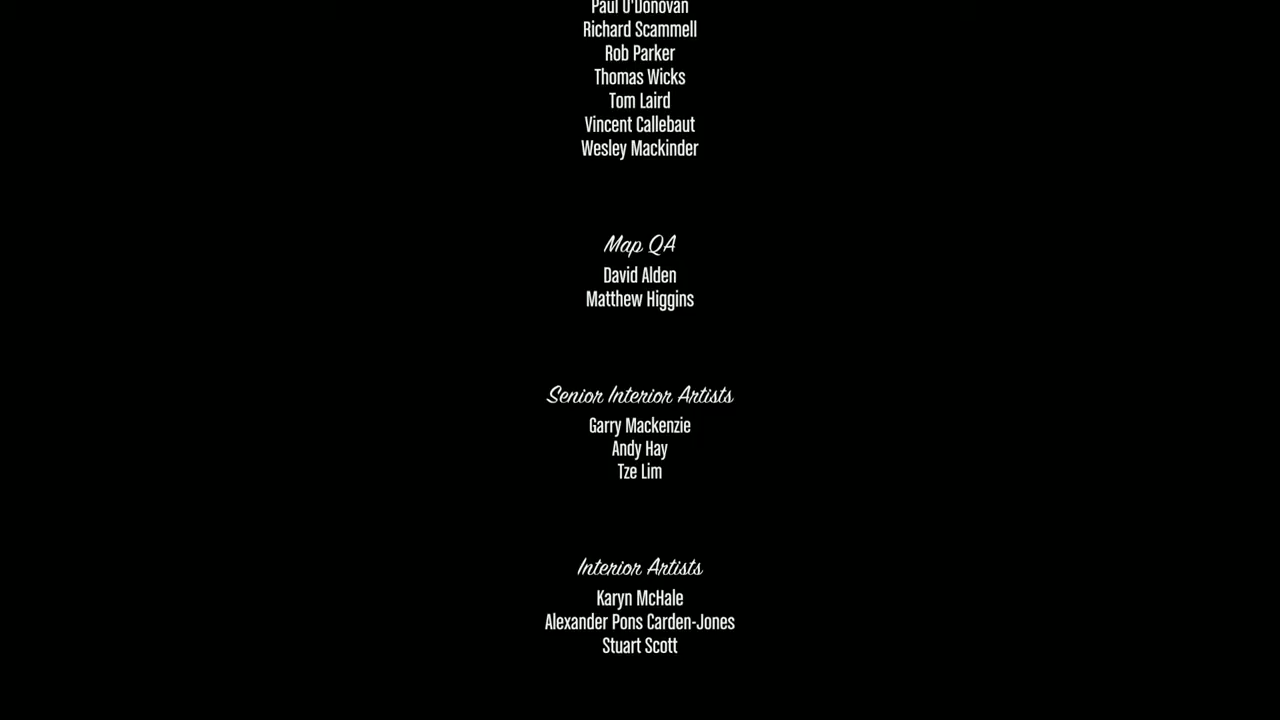 Paul O'Donovan
Richard Scammell
Rob Parker
Thomas Wicks
Tom Laird
Vincent Callebaut
Wesley Mackinder
Map QA
David Alden
Matthew Higgins
Senior Interior Artists
Garry Mackenzie
Andy Hay
Tze Lim
Interior Artists
Karyn McHale
Alexander Pons Carden-Jones
Stuart Scott